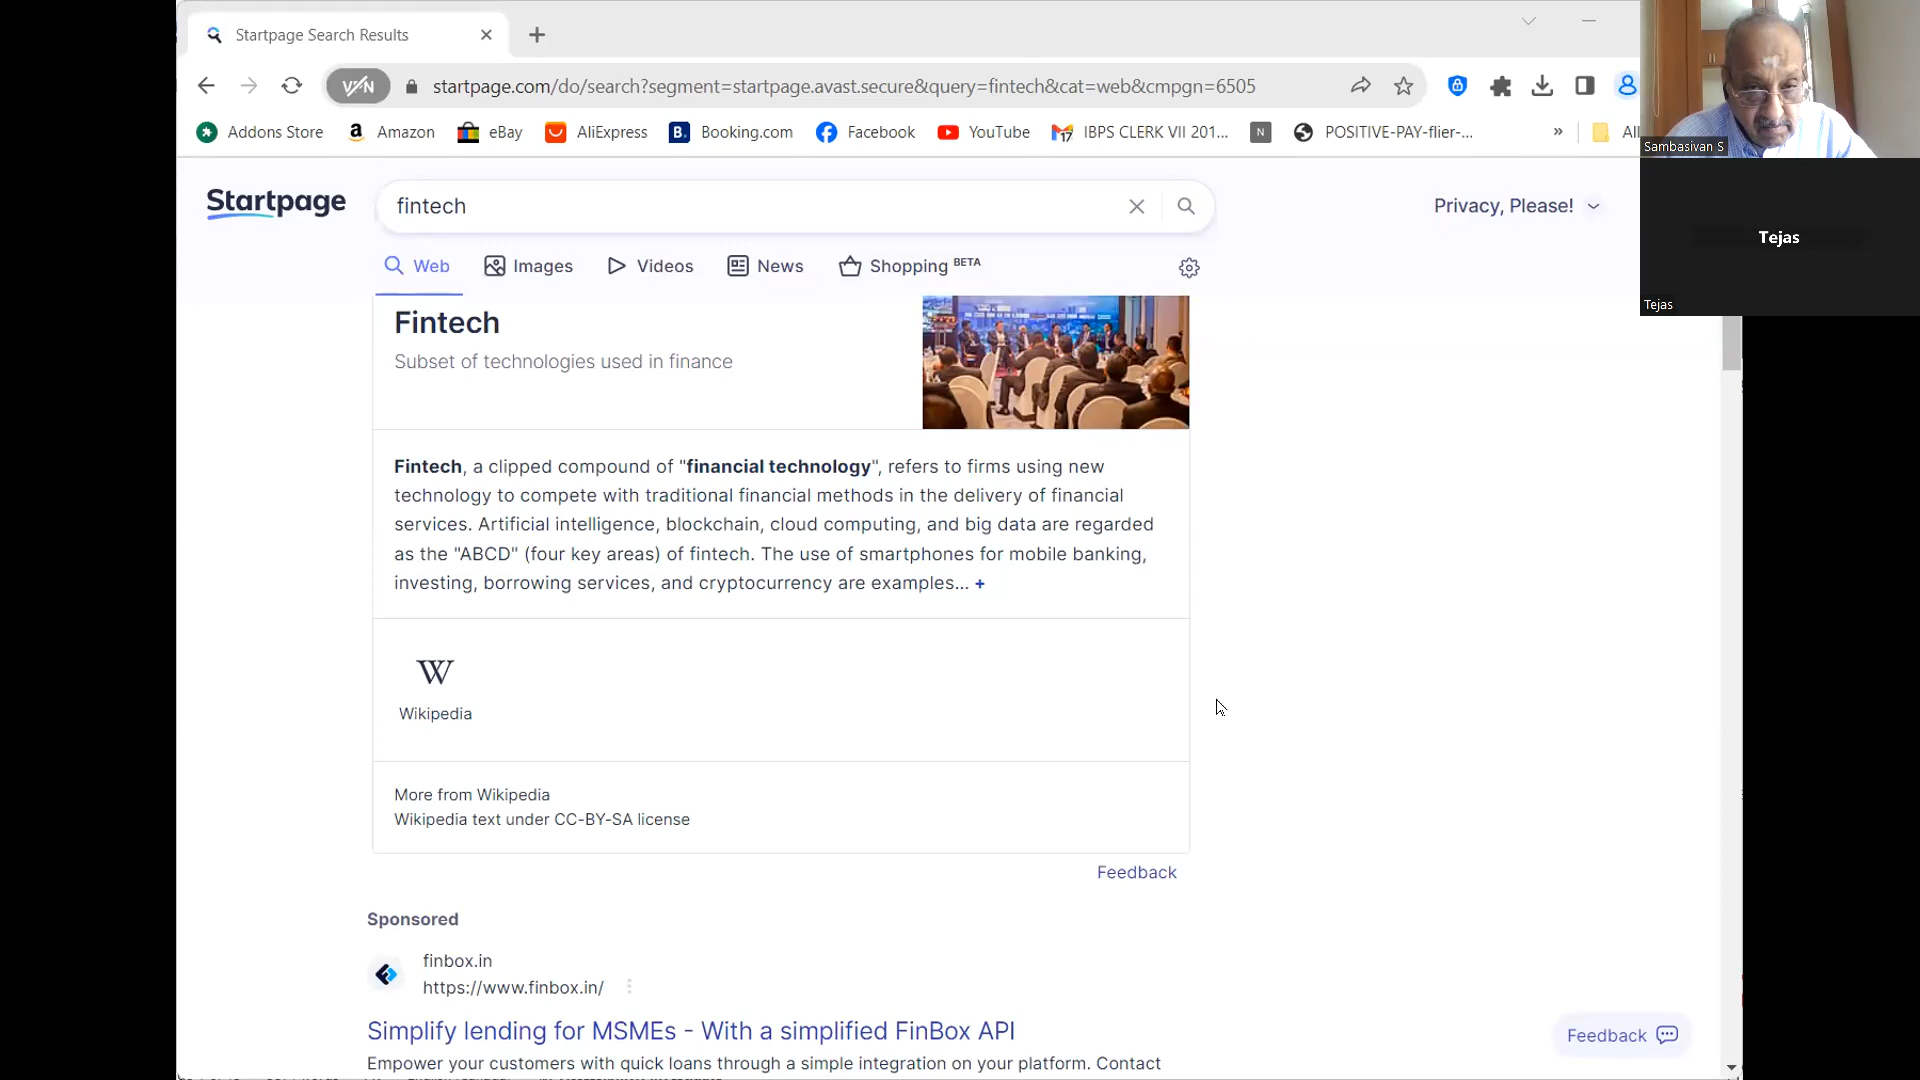 Startpage Search Results
startpage.com/do/search?segment=startpage.avast.secure&query=fintech&cat=web&cmpgn=6505
Addons Store
Amazon
eBay
AliExpress
Booking.com
Facebook
YouTube
IBPS CLERK VII 201...
POSITIVE-PAY-flier-...
»
All
Sambasivan S
Tejas
Tejas
Startpage
fintech
Privacy, Please!
Web
Images
Videos
News
Shopping BETA
Fintech
Subset of technologies used in finance
Fintech, a clipped compound of "financial technology", refers to firms using new
technology to compete with traditional financial methods in the delivery of financial
services. Artificial intelligence, blockchain, cloud computing, and big data are regarded
as the "ABCD" (four key areas) of fintech. The use of smartphones for mobile banking,
investing, borrowing services, and cryptocurrency are examples... +
W
Wikipedia
More from Wikipedia
Wikipedia text under CC-BY-SA license
Feedback
Sponsored
finbox.in
https://www.finbox.in/
Simplify lending for MSMEs - With a simplified FinBox API
Empower your customers with quick loans through a simple integration on your platform. Contact
Feedback